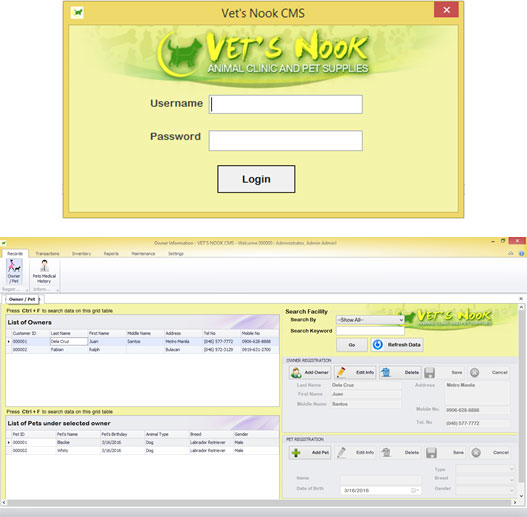 Vet's Nook CMS
VET'S NOOK
ANIMAL CLINIC AND PET SUPPLIES
Username
Password
Login
Owner Information - VET'S NOOK CMS - Welcome 000000 - Administrator, Admin Admin!
Records Transactions Inventory Reports Maintenance Settings
Owner / Pet
Pets Medical History
Regist ...
Inform ...
Owner / Pet
Press Ctrl + F to search data on this grid table
List of Owners
Customer ID Last Name First Name Middle Name Address Tel No Mobile No
000001 Dela Cruz Juan Santos Metro Manila (046) 577-7772 0906-628-8888
000002 Fabian Ralph Bulacan (046) 572-3129 0919-631-2700
Press Ctrl + F to search data on this grid table
List of Pets under selected owner
Pet ID Pet's Name Pet's Birthday Animal Type Breed Gender
000001 Blackie 3/16/2016 Dog Labrador Retriever Male
000002 Whity 3/16/2016 Dog Labrador Retriever Male
Search Facility
Search By --Show All--
Search Keyword
Go Refresh Data
VET'S NOOK
ANIMAL CLINIC AND PET SUPPLIES
OWNER REGISTRATION
Add Owner Edit Info Delete Save Cancel
Last Name Dela Cruz Address Metro Manila
First Name Juan
Middle Name Santos
Mobile No. 0906-628-8888
Tel. No (046) 577-7772
PET REGISTRATION
Add Pet Edit Info Delete Save Cancel
Type
Name Breed
Date of Birth 3/16/2016 Gender